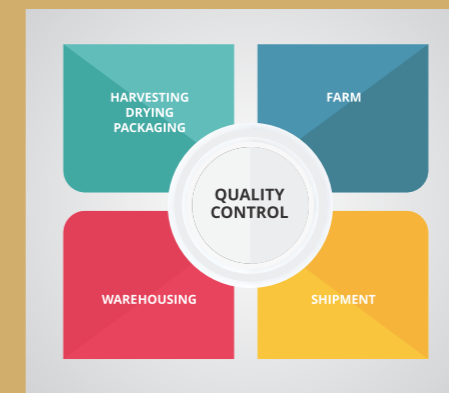 HARVESTING
DRYING
PACKAGING
FARM
QUALITY
CONTROL
WAREHOUSING
SHIPMENT